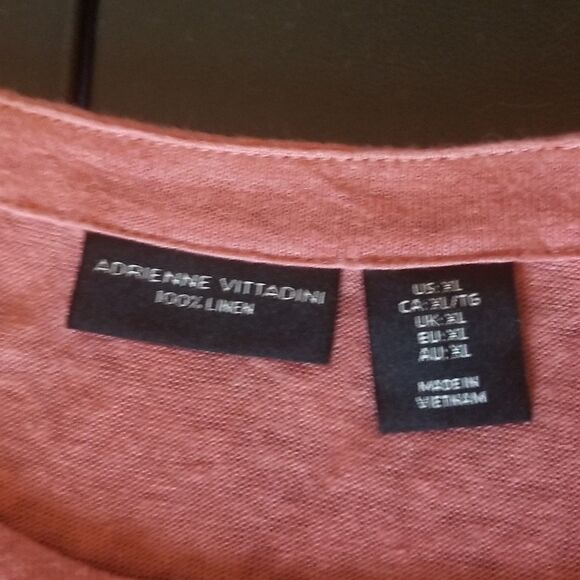 ADRIENNE VITTADINI
100% LINEN
US: XL
CA: XL/TG
UK: XL
EU: XL
AU: XL
MADE IN
VIETNAM